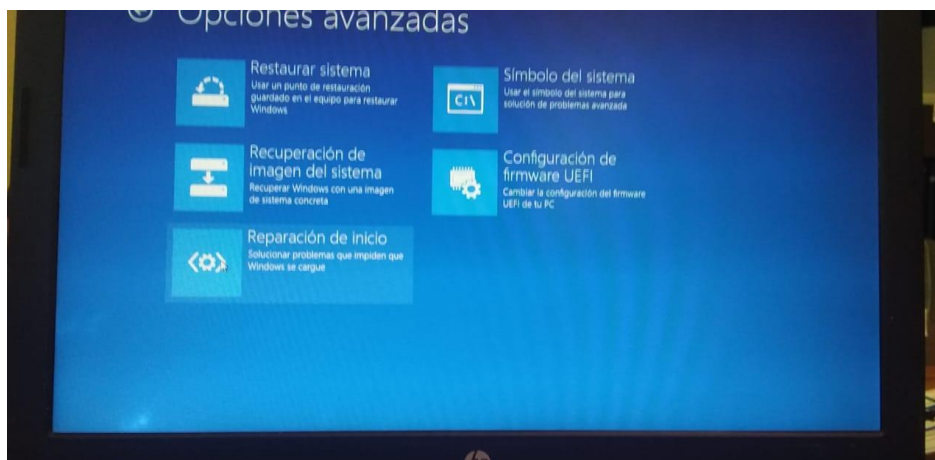 Opciones avanzadas
Restaurar sistema
Usar un punto de restauración
guardado en el equipo para restaurar
Windows
Recuperación de
imagen del sistema
Recuperar Windows con una imagen
de sistema concreta
Reparación de inicio
Solucionar problemas que impiden que
Windows se cargue
Símbolo del sistema
Usar el símbolo del sistema para
solución de problemas avanzada
C:\
Configuración de
firmware UEFI
Cambiar la configuración del firmware
UEFI de tu PC
hp